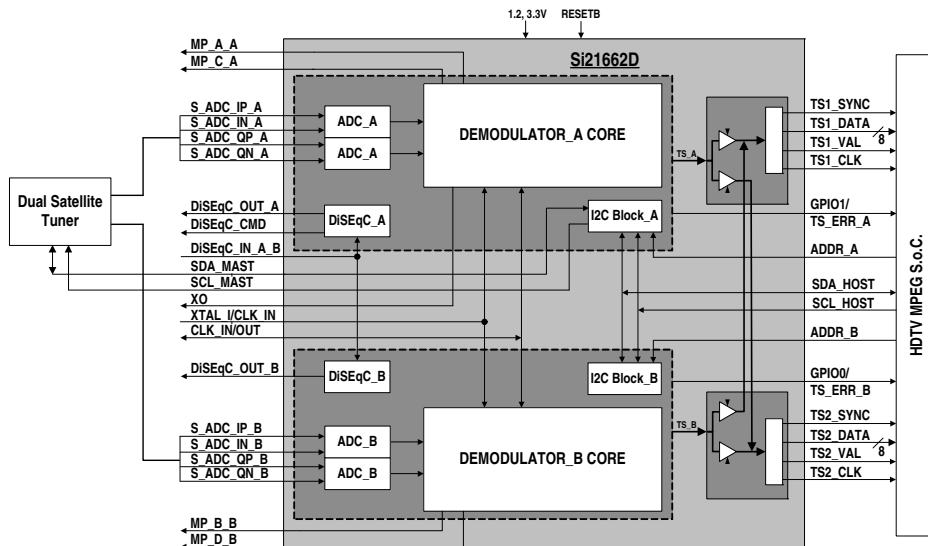 1.2, 3.3V
RESETB
Si21662D
MP_A_A
MP_C_A
S_ADC_IP_A
S_ADC_IN_A
S_ADC_QP_A
S_ADC_QN_A
ADC_A
ADC_A
DEMODULATOR_A CORE
TS_A
TS1_SYNC
TS1_DATA
8
TS1_VAL
TS1_CLK
Dual Satellite
Tuner
DiSEqC_OUT_A
DiSEqC_CMD
DiSEqC_A
I2C Block_A
GPIO1/
TS_ERR_A
DiSEqC_IN_A_B
SDA_MAST
SCL_MAST
XO
XTAL_I/CLK_IN
CLK_IN/OUT
ADDR_A
SDA_HOST
SCL_HOST
ADDR_B
HDTV MPEG S.o.C.
DiSEqC_OUT_B
DiSEqC_B
I2C Block_B
GPIO0/
TS_ERR_B
S_ADC_IP_B
S_ADC_IN_B
S_ADC_QP_B
S_ADC_QN_B
ADC_B
ADC_B
DEMODULATOR_B CORE
TS_B
TS2_SYNC
TS2_DATA
8
TS2_VAL
TS2_CLK
MP_B_B
MP_D_B